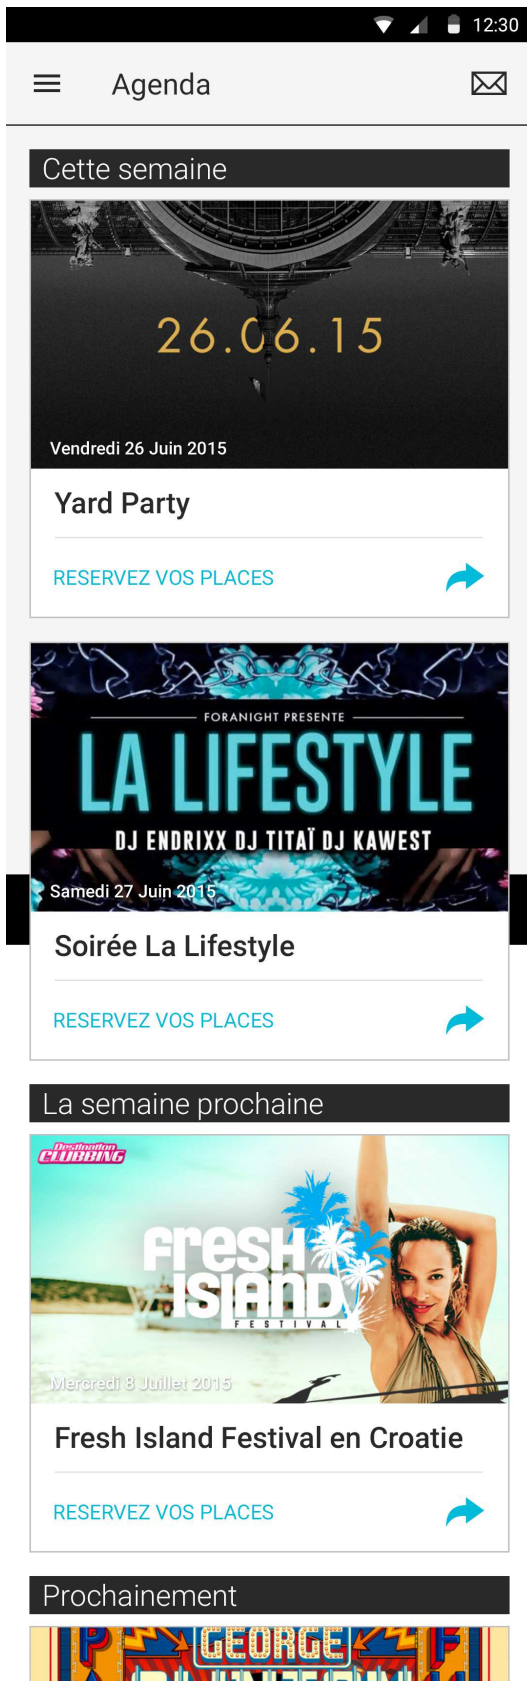 12:30
Agenda
Cette semaine
26.06.15
Vendredi 26 Juin 2015
Yard Party
RESERVEZ VOS PLACES
FORANIGHT PRESENTE
LA LIFESTYLE
DJ ENDRIXX DJ TITAÏ DJ KAWEST
Samedi 27 Juin 2015
Soirée La Lifestyle
RESERVEZ VOS PLACES
La semaine prochaine
Destination
CLUBBING
FRESH
ISLAND
FESTIVAL
Mercredi 8 Juillet 2015
Fresh Island Festival en Croatie
RESERVEZ VOS PLACES
Prochainement
GEORGE